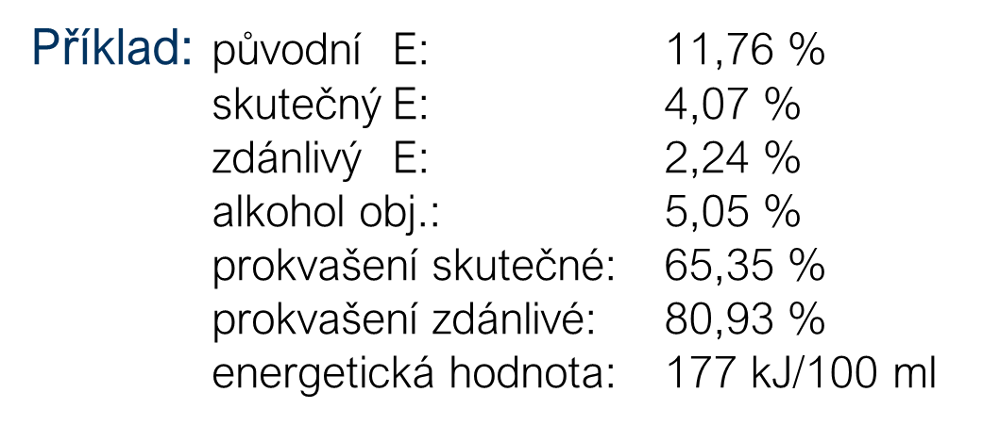 Příklad: původní E: 11,76 %
skutečný E: 4,07 %
zdánlivý E: 2,24 %
alkohol obj.: 5,05 %
prokvašení skutečné: 65,35 %
prokvašení zdánlivé: 80,93 %
energetická hodnota: 177 kJ/100 ml